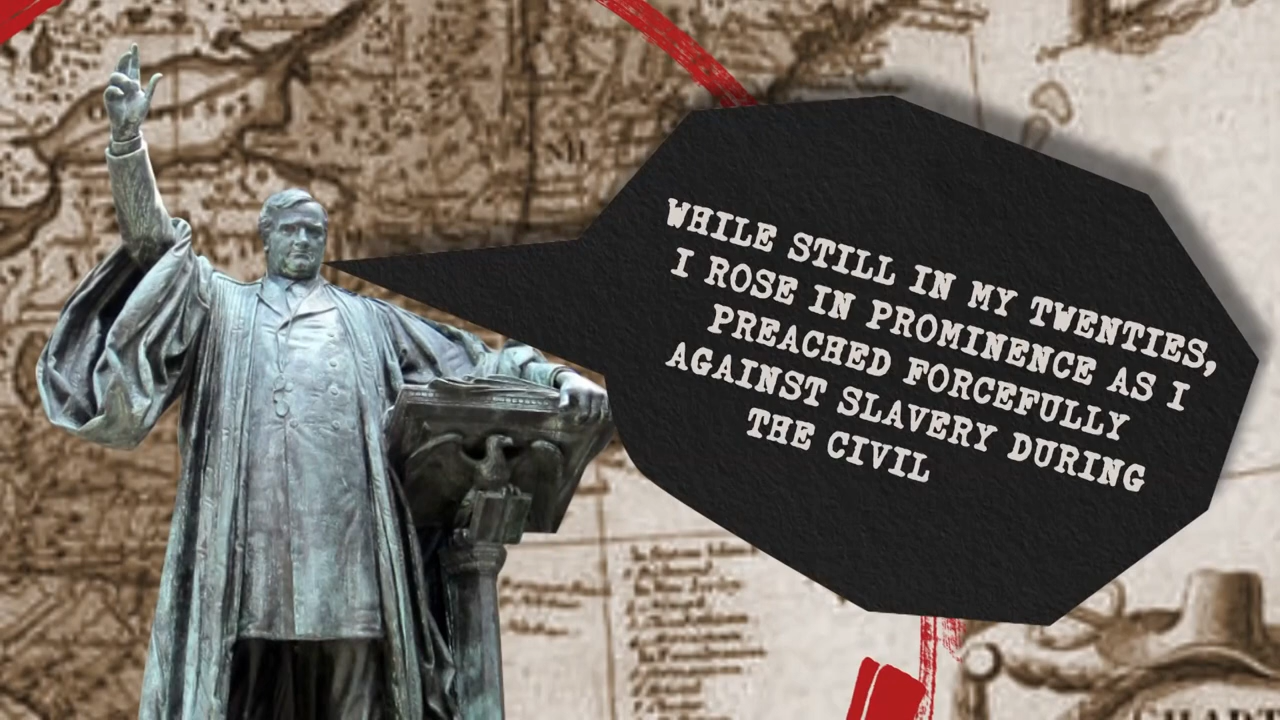 WHILE STILL IN MY TWENTIES,
I ROSE IN PROMINENCE AS I
PREACHED FORCEFULLY
AGAINST SLAVERY DURING
THE CIVIL